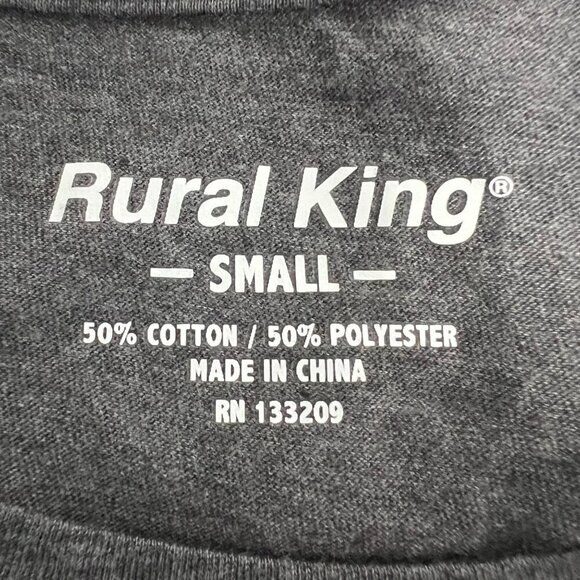 Rural King®
— SMALL —
50% COTTON / 50% POLYESTER
MADE IN CHINA
RN 133209